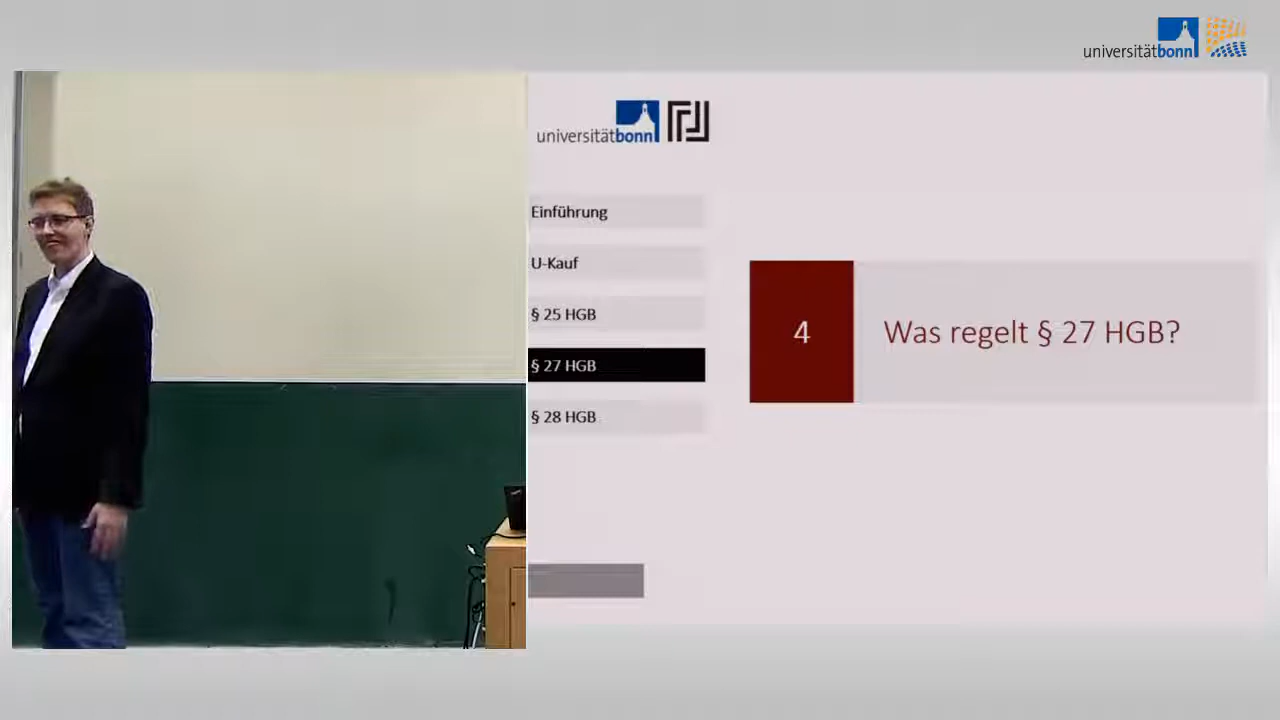 universitätbonn
universitätbonn
Einführung
U-Kauf
§ 25 HGB
§ 27 HGB
§ 28 HGB
4
Was regelt § 27 HGB?